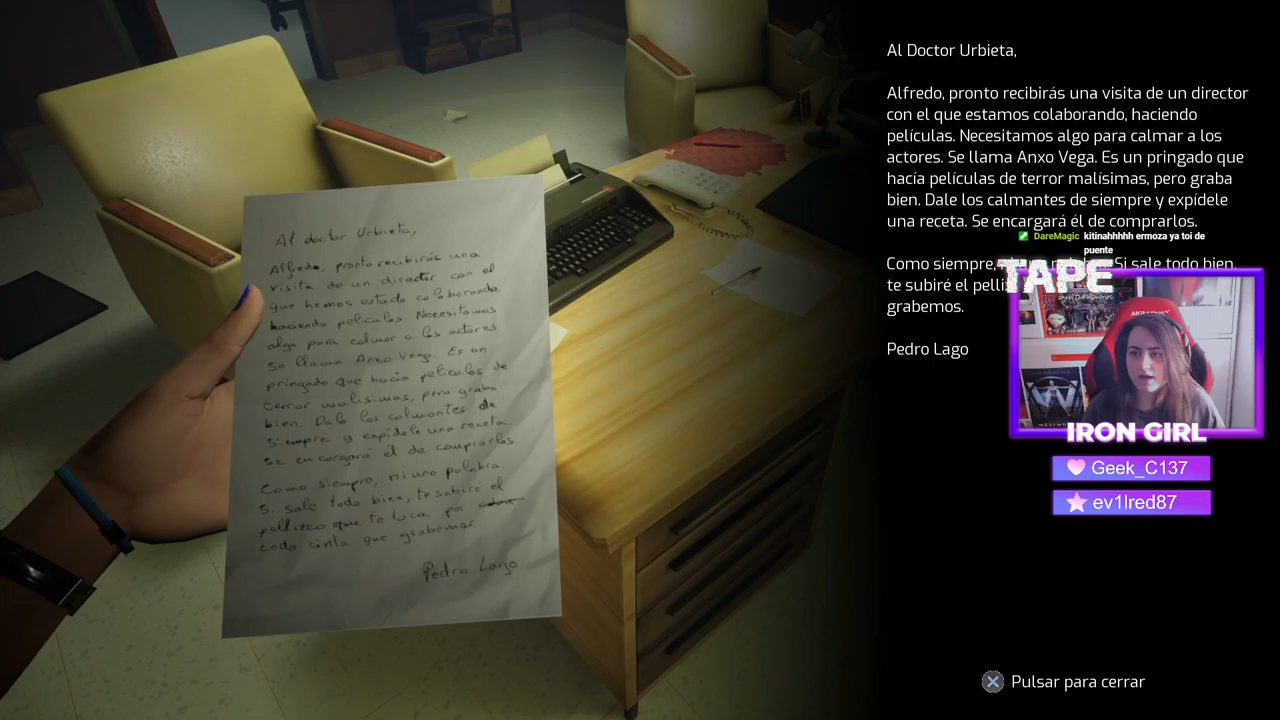 Al Doctor Urbieta,
Alfredo, pronto recibirás una visita de un director
con el que estamos colaborando, haciendo
películas. Necesitamos algo para calmar a los
actores. Se llama Anxo Vega. Es un pringado que
hacía películas de terror malísimas, pero graba
bien. Dale los calmantes de siempre y expídele
una receta. Se encargará él de comprarlos.
Como siempre, Si sale todo bien,
te subiré el
grabemos.
Pedro Lago
DareMagic kitinahhhhh ermoza ya toi de
puente
TAPE
IRON GIRL
Geek_C137
ev1lred87
Pulsar para cerrar
Al doctor Urbieta,
Alfredo, pronto recibirás una
visita de un director con el
que hemos estado colaborando,
haciendo películas Necesitamos
algo para calmar a los actores
se llama Anxo Vega. Es un
pringado que hacía películas de
terror malísimas, pero graba
bien. Dale los calmantes de
siempre y expídele una receta.
se encargará él de comprarlos
Como siempre, ni una palabra.
Si sale todo bien, te subiré el
pellizco que te toca por
cada cinta que grabemos
Pedro Lago